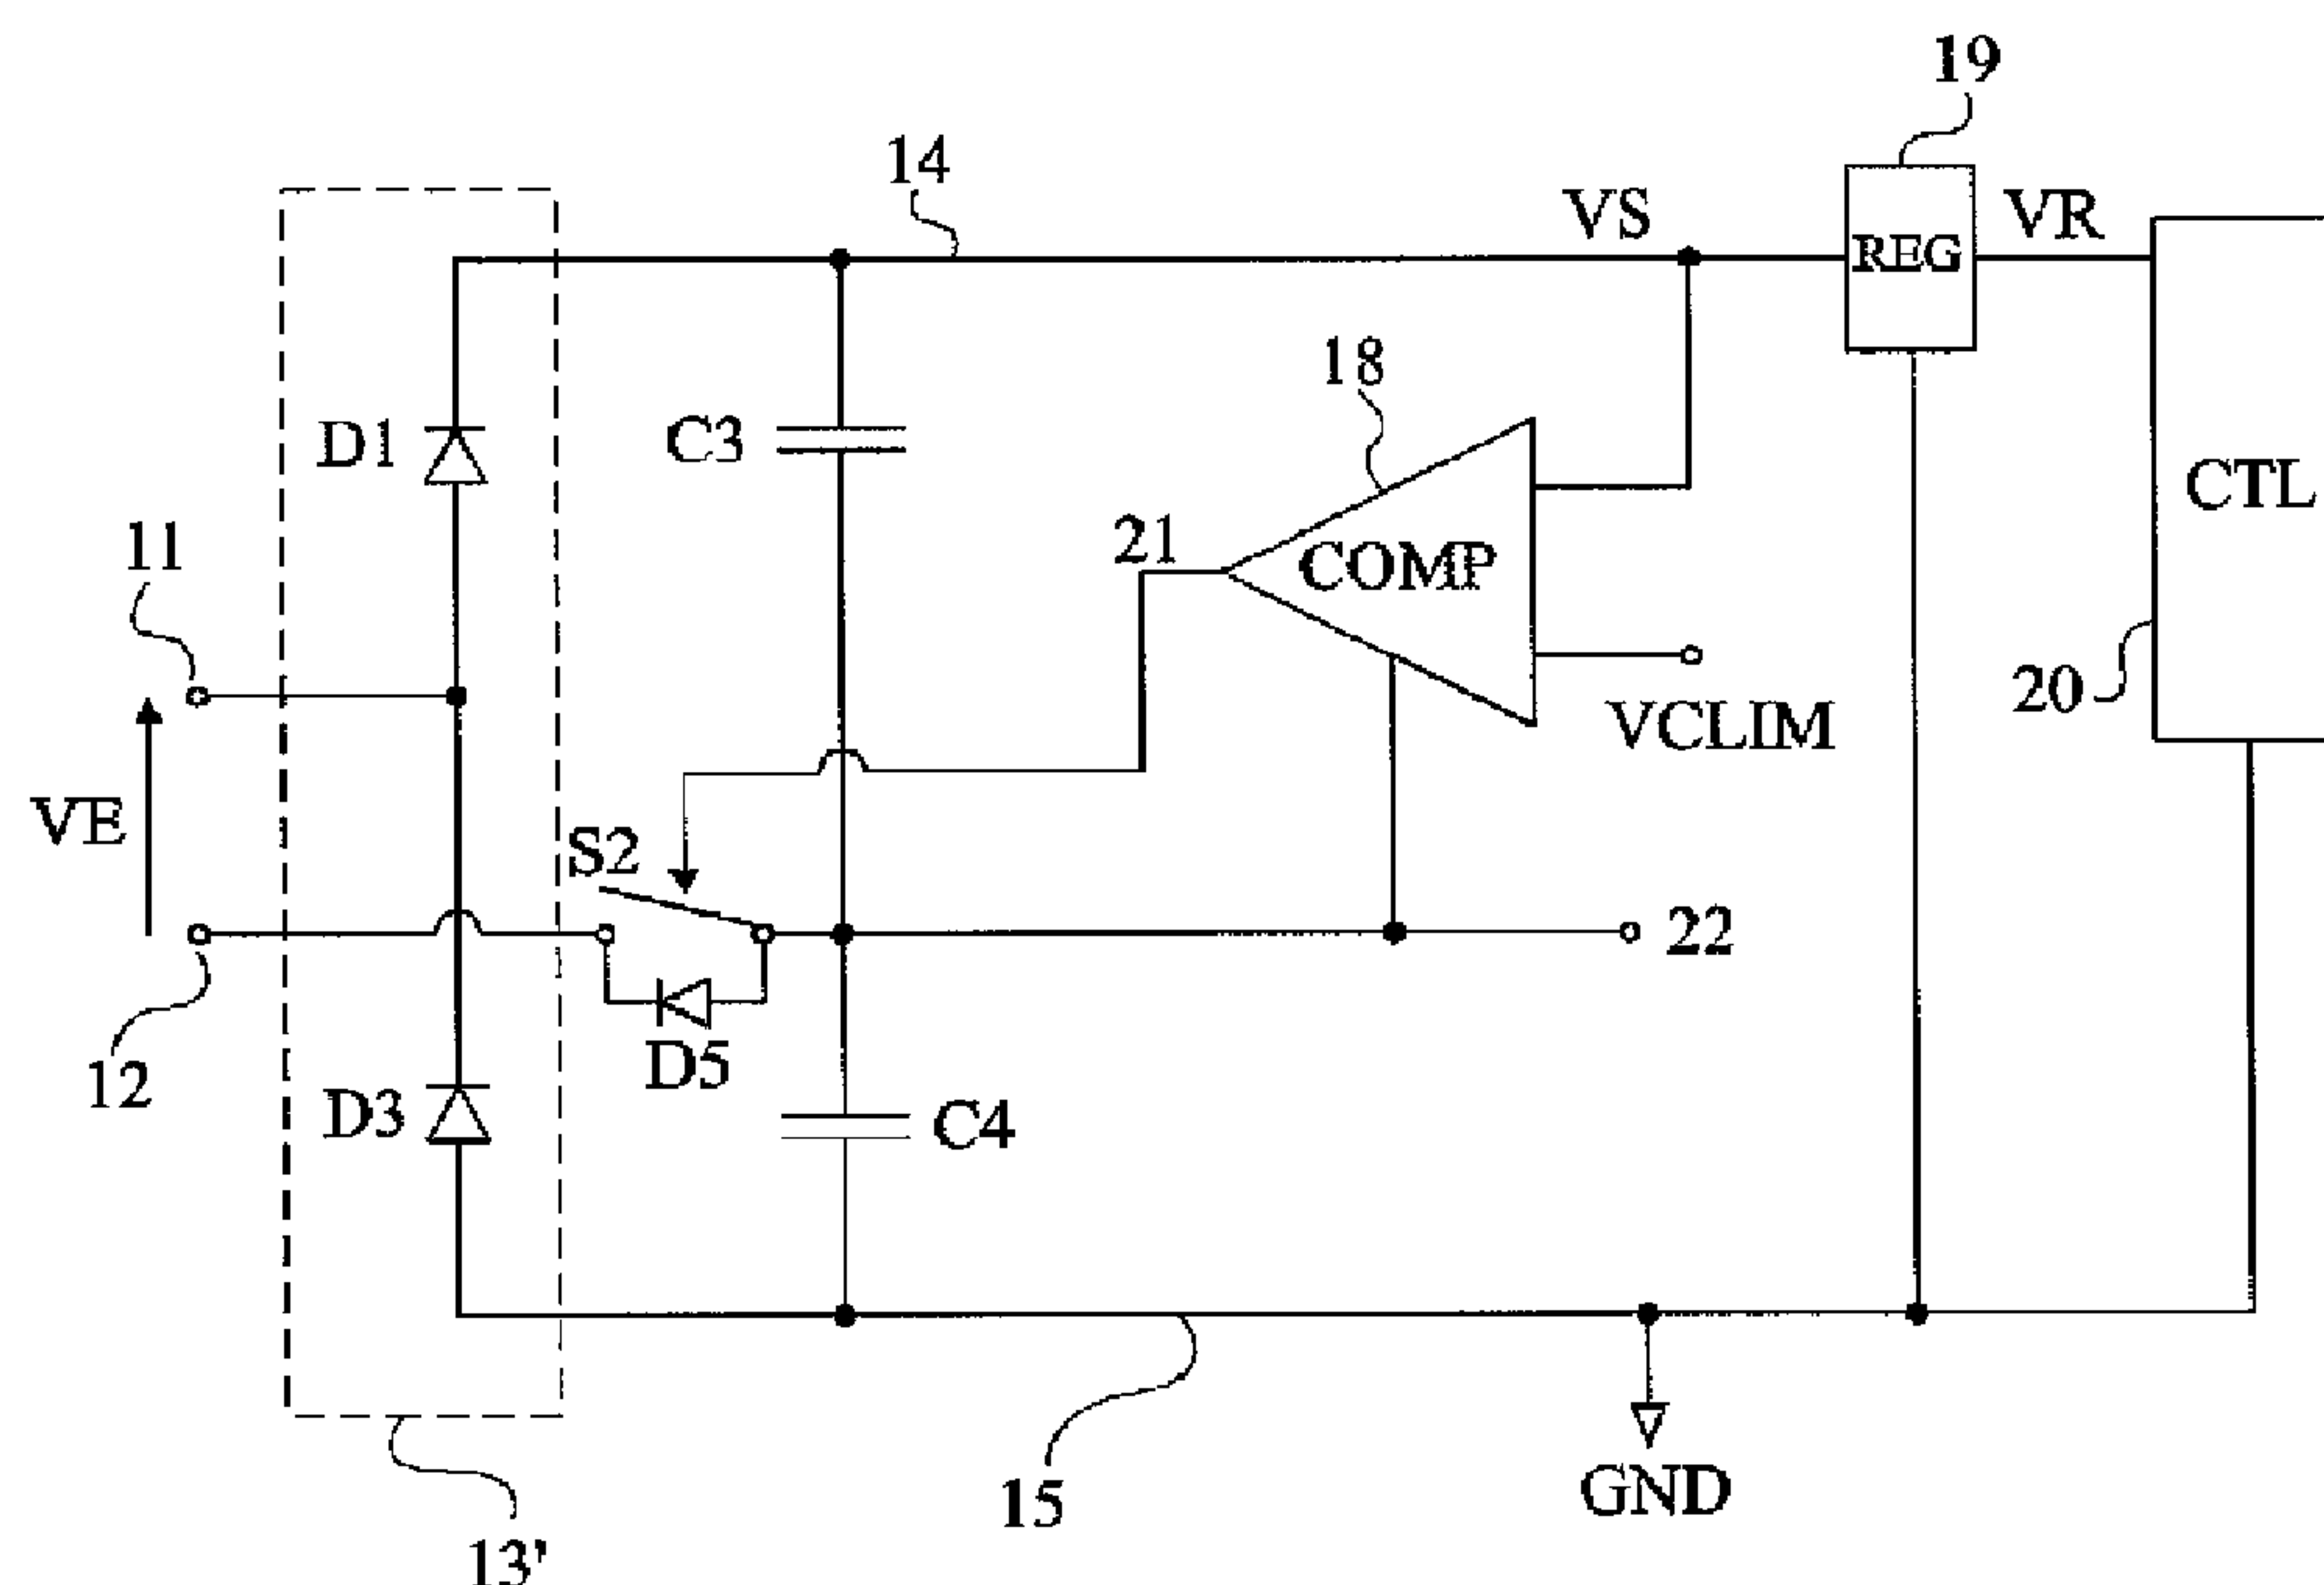 19
14
VS
REG
VR
18
D1
C3
CTL
21
COMP
11
20
VCLIM
VE
S2
22
D5
12
D3
C4
15
GND
13'